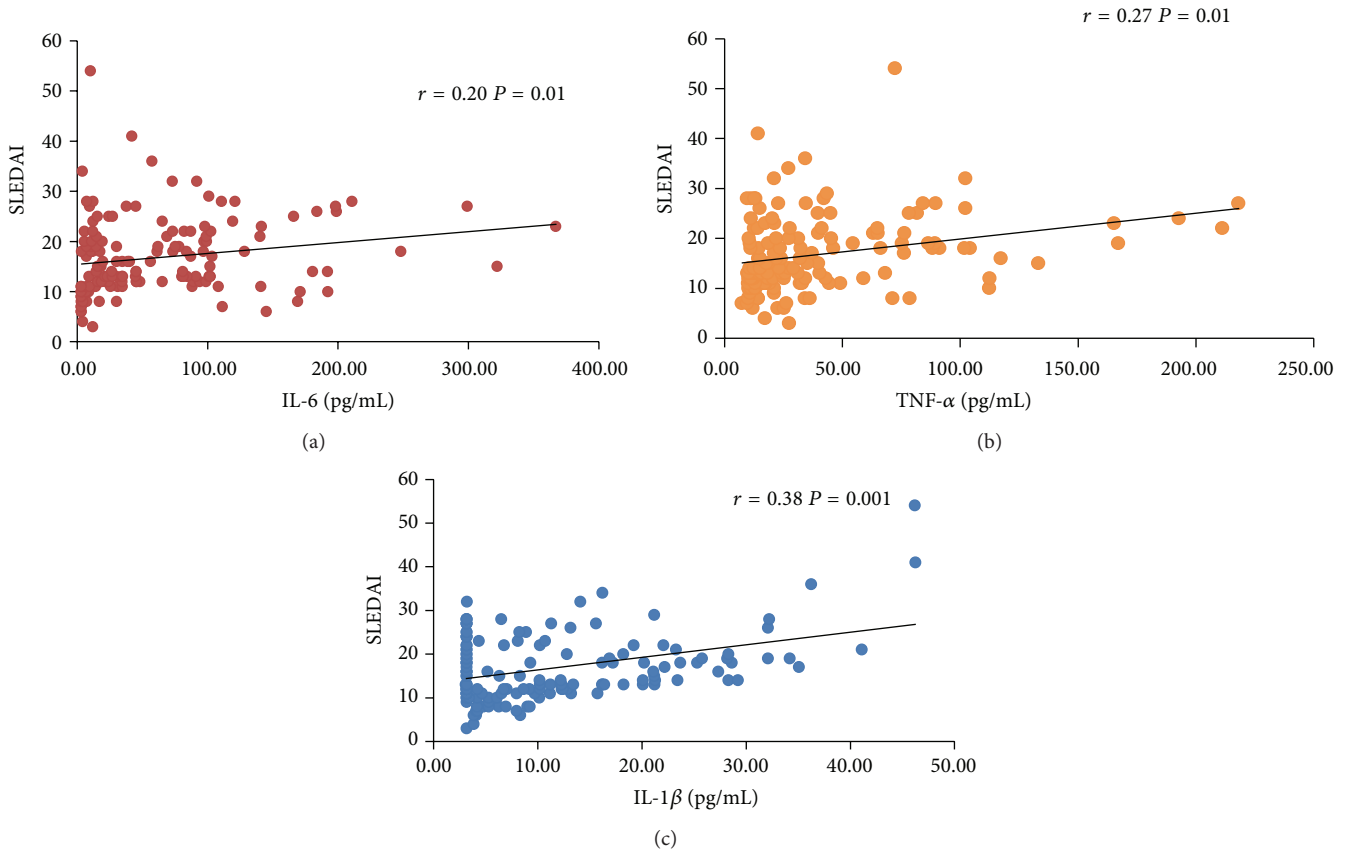 r = 0.20 P = 0.01
60
50
40
30
20
10
0
SLEDAI
0.00 100.00 200.00 300.00 400.00
IL-6 (pg/mL)
(a)
r = 0.27 P = 0.01
60
50
40
30
20
10
0
SLEDAI
0.00 50.00 100.00 150.00 200.00 250.00
TNF-α (pg/mL)
(b)
r = 0.38 P = 0.001
60
50
40
30
20
10
0
SLEDAI
0.00 10.00 20.00 30.00 40.00 50.00
IL-1β (pg/mL)
(c)